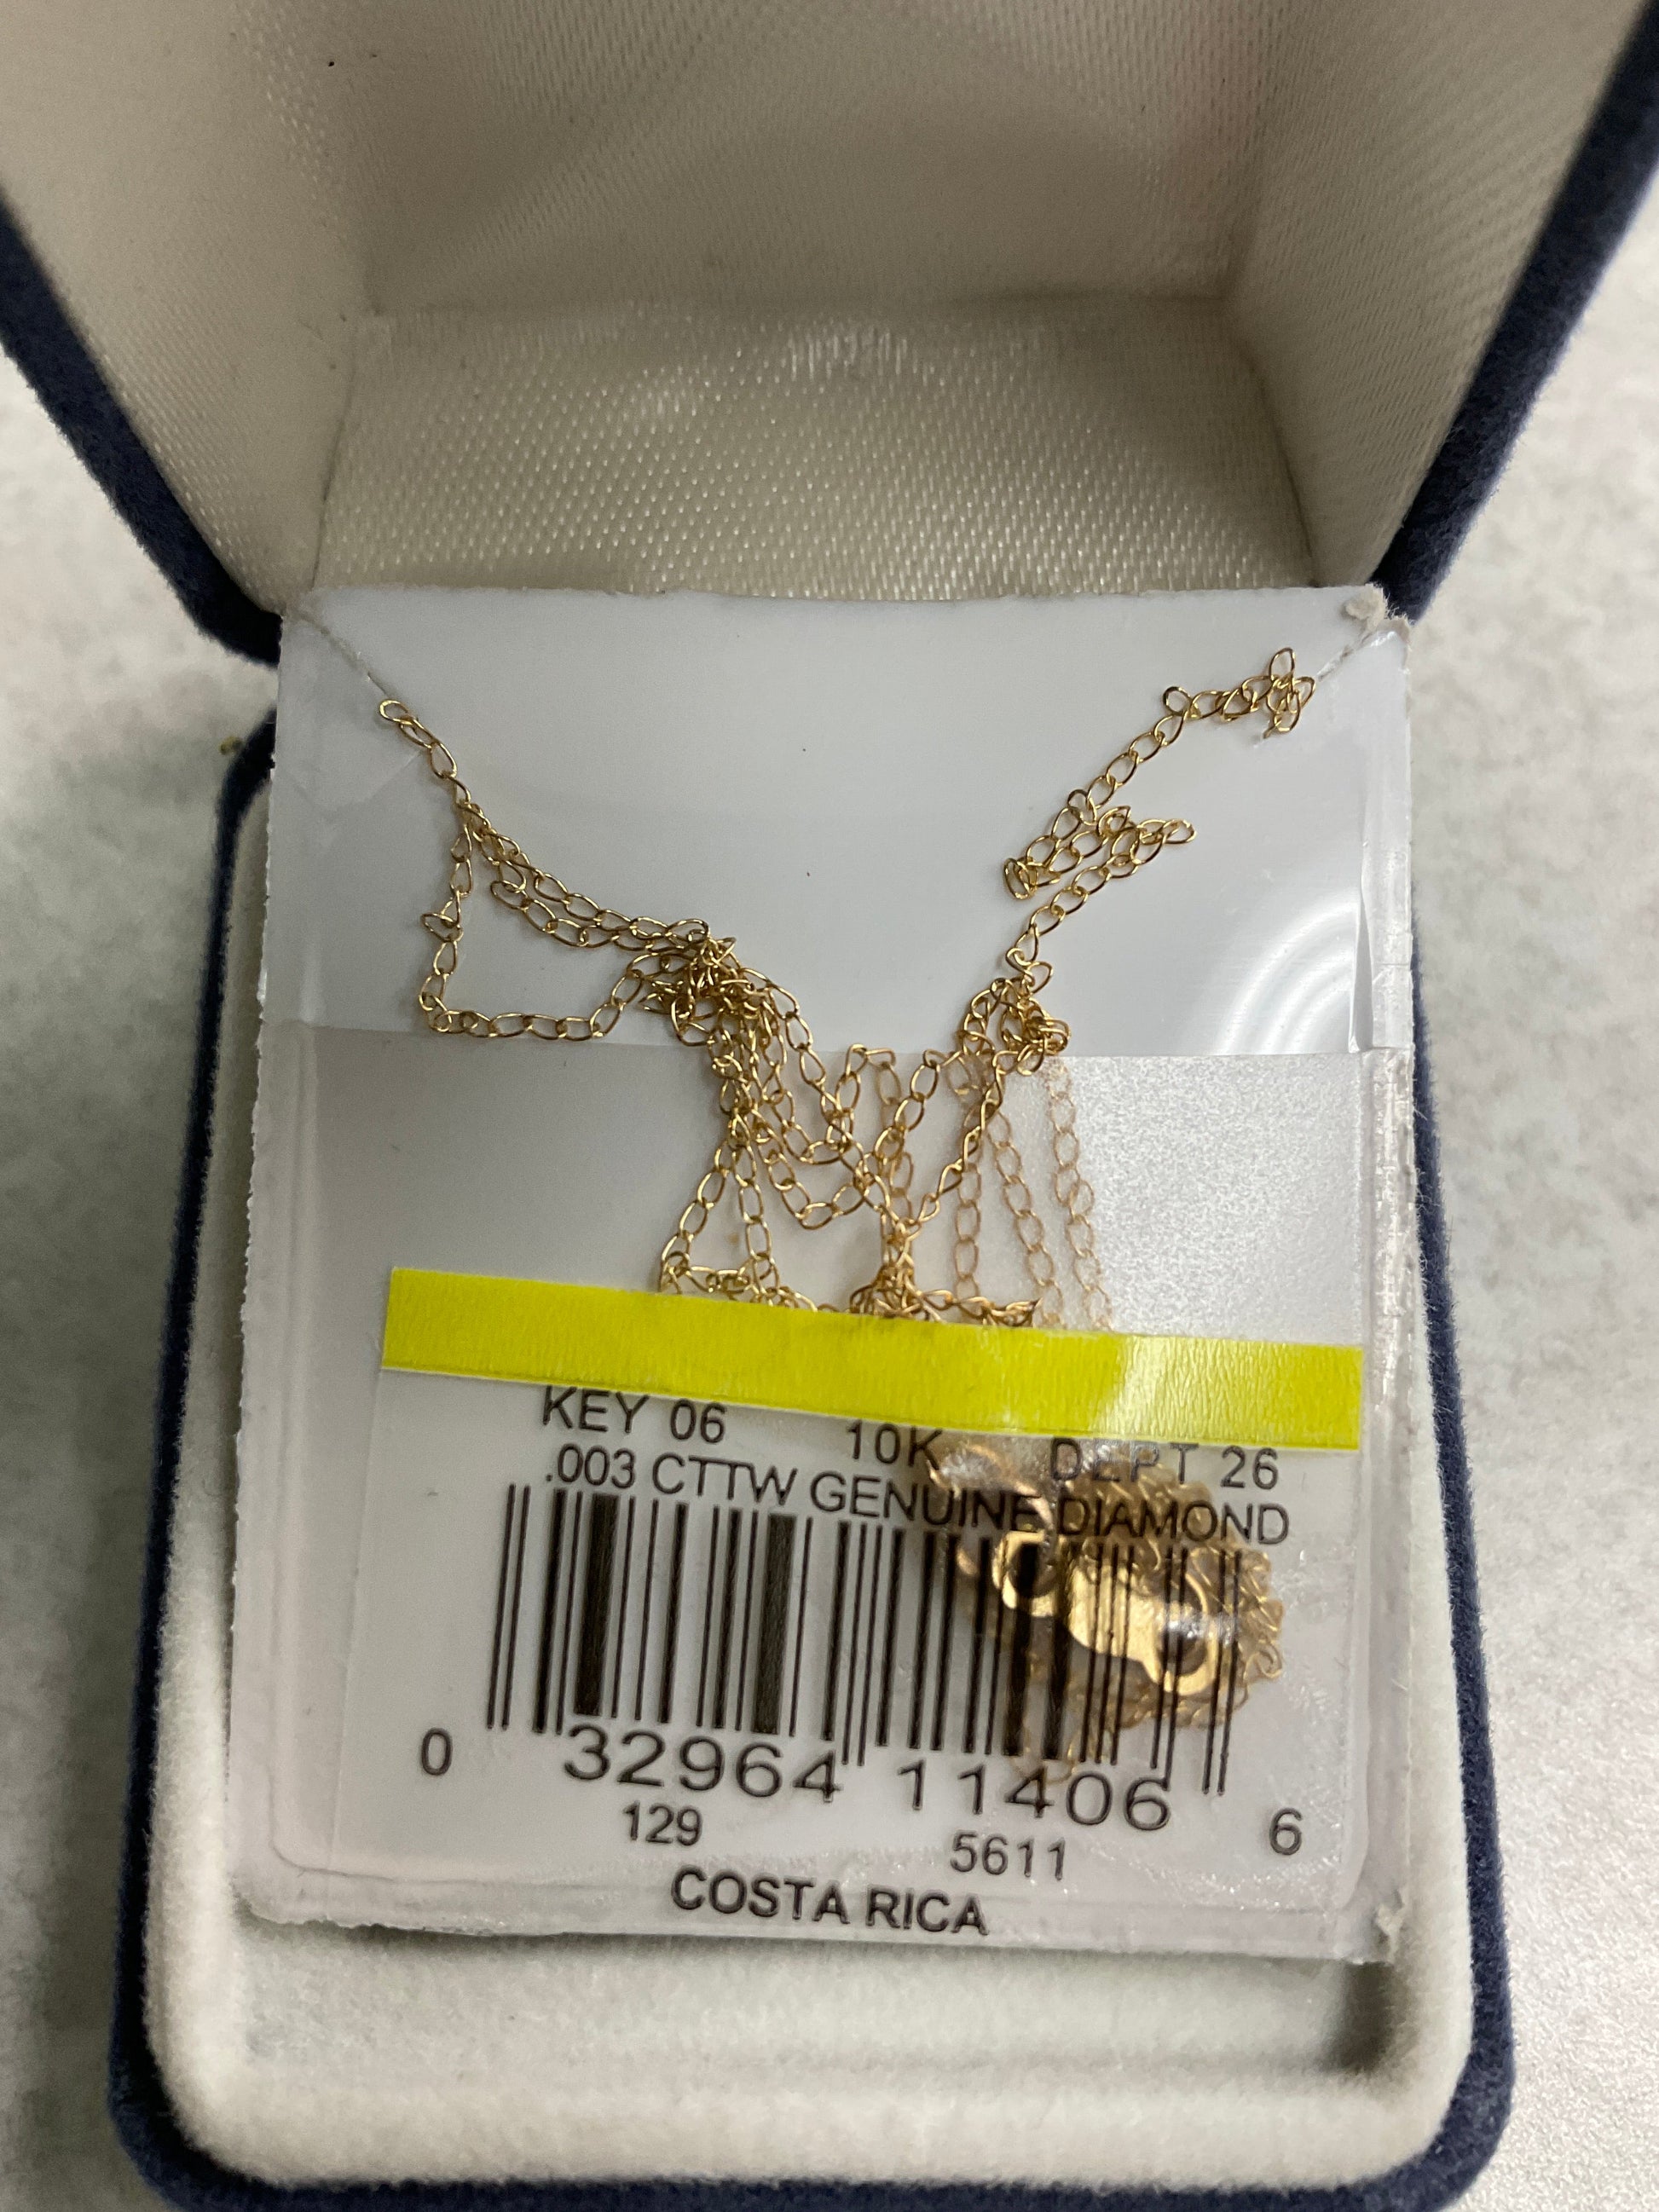 KEY 06 10K DEPT 26
.003 CTTW GENUINE DIAMOND
0 32964 11406 6
129 5611
COSTA RICA